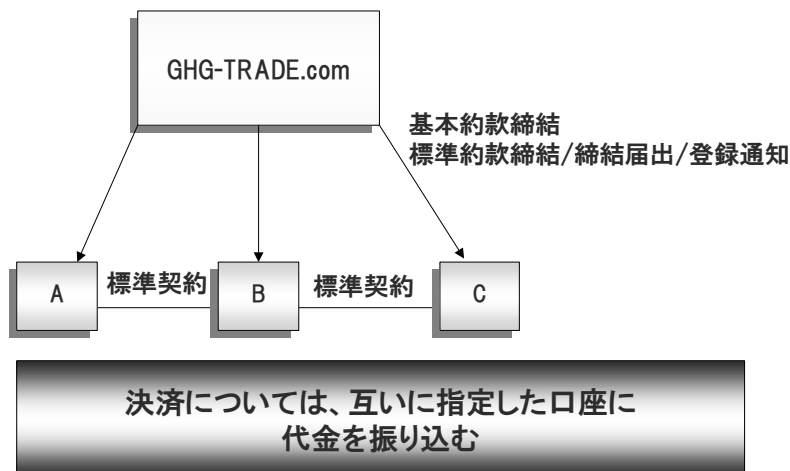 GHG-TRADE.com
基本約款締結
標準約款締結/締結届出/登録通知
A
標準契約
B
標準契約
C
決済については、互いに指定した口座に
代金を振り込む